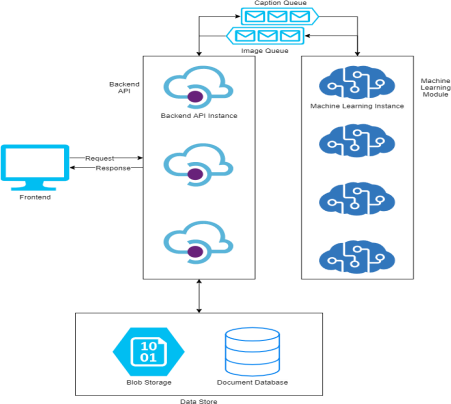 Caption Queue
Image Queue
Backend
API
Machine
Learning
Module
Backend API Instance
Machine Learning Instance
Request
Response
Frontend
10
01
Blob Storage
Document Database
Data Store